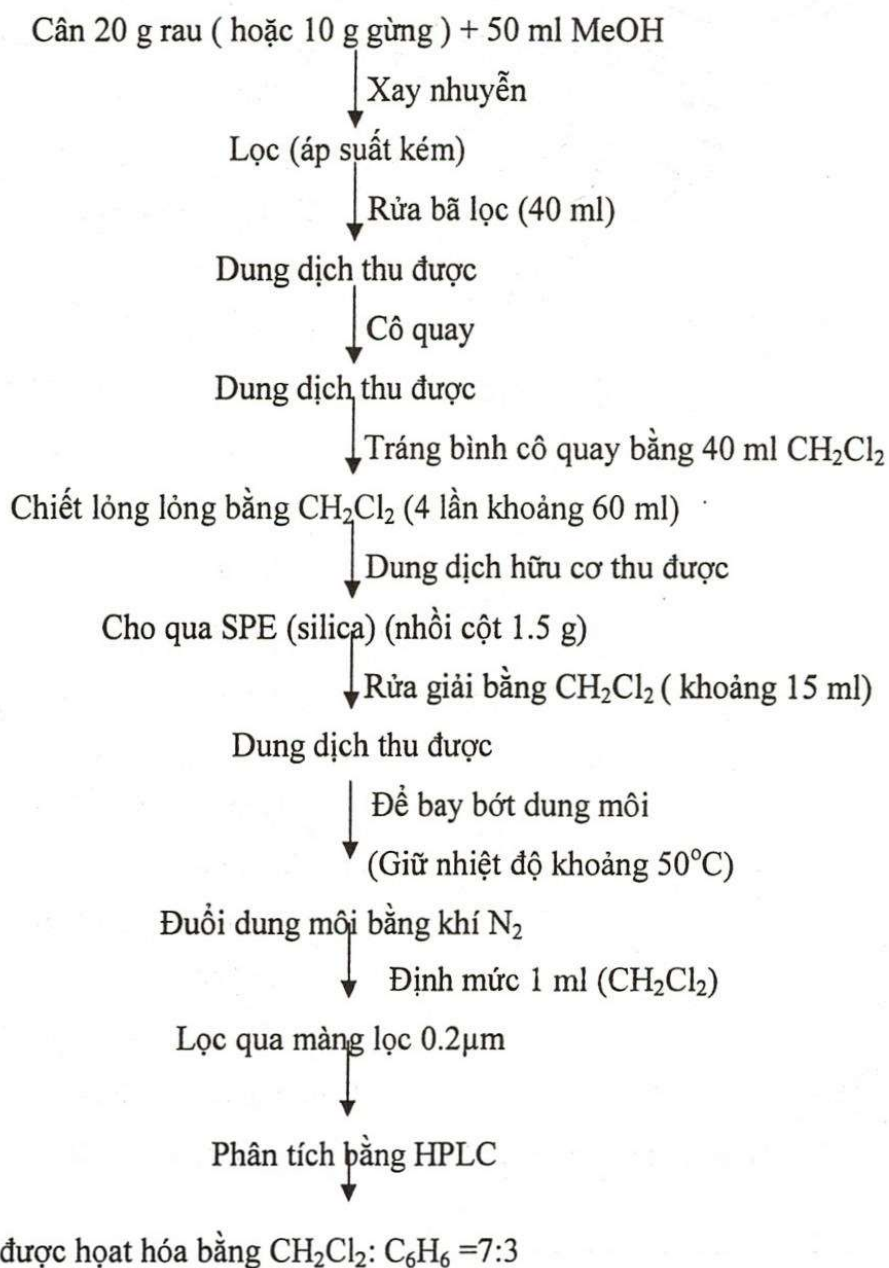 Cân 20 g rau ( hoặc 10 g gừng ) + 50 ml MeOH
Xay nhuyễn
Lọc (áp suất kém)
Rửa bã lọc (40 ml)
Dung dịch thu được
Cô quay
Dung dịch thu được
Tráng bình cô quay bằng 40 ml CH₂Cl₂
Chiết lỏng lỏng bằng CH₂Cl₂ (4 lần khoảng 60 ml)
Dung dịch hữu cơ thu được
Cho qua SPE (silica) (nhồi cột 1.5 g)
Rửa giải bằng CH₂Cl₂ ( khoảng 15 ml)
Dung dịch thu được
Để bay bớt dung môi
(Giữ nhiệt độ khoảng 50°C)
Đuổi dung môi bằng khí N₂
Định mức 1 ml (CH₂Cl₂)
Lọc qua màng lọc 0.2µm
Phân tích bằng HPLC
được họat hóa bằng CH₂Cl₂: C₆H₆ =7:3